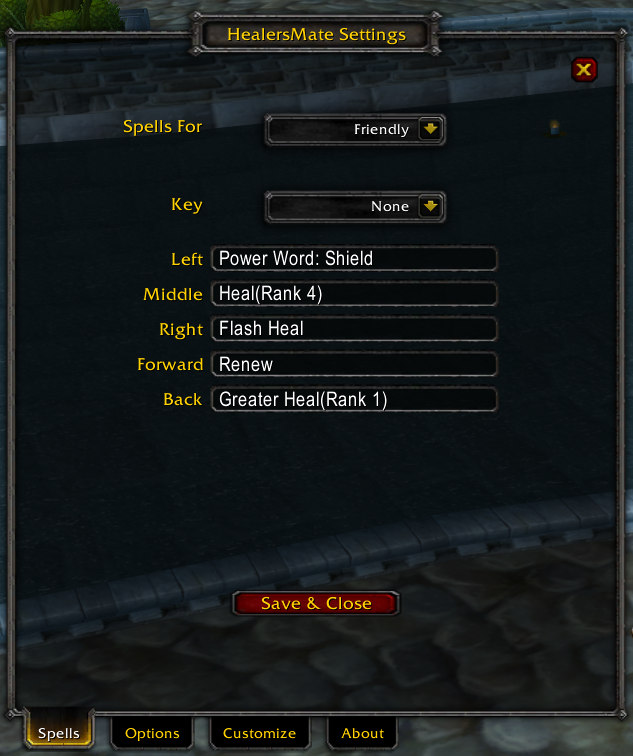 HealersMate Settings
Spells For Friendly
Key None
Left Power Word: Shield
Middle Heal(Rank 4)
Right Flash Heal
Forward Renew
Back Greater Heal(Rank 1)
Save & Close
Spells Options Customize About